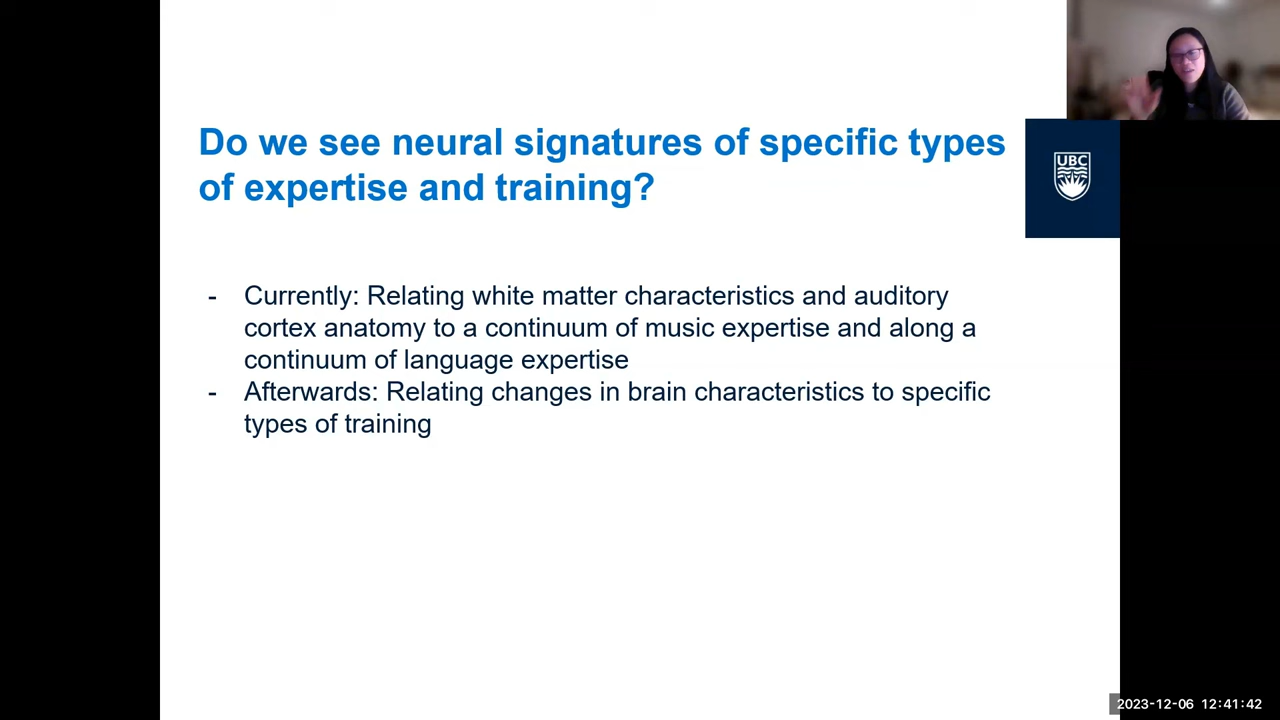 Do we see neural signatures of specific types
of expertise and training?
UBC
- Currently: Relating white matter characteristics and auditory
cortex anatomy to a continuum of music expertise and along a
continuum of language expertise
- Afterwards: Relating changes in brain characteristics to specific
types of training
2023-12-06 12:41:42